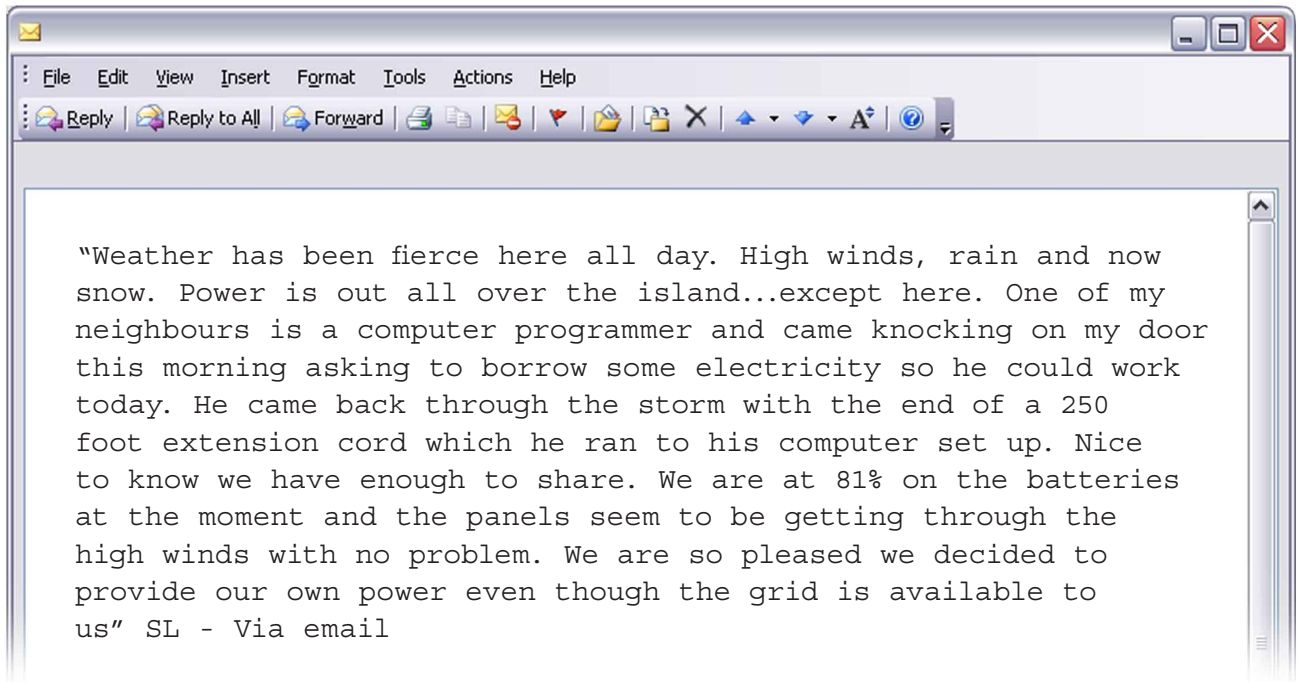 File Edit View Insert Format Tools Actions Help
Reply Reply to All Forward A
“Weather has been fierce here all day. High winds, rain and now
snow. Power is out all over the island...except here. One of my
neighbours is a computer programmer and came knocking on my door
this morning asking to borrow some electricity so he could work
today. He came back through the storm with the end of a 250
foot extension cord which he ran to his computer set up. Nice
to know we have enough to share. We are at 81% on the batteries
at the moment and the panels seem to be getting through the
high winds with no problem. We are so pleased we decided to
provide our own power even though the grid is available to
us” SL - Via email